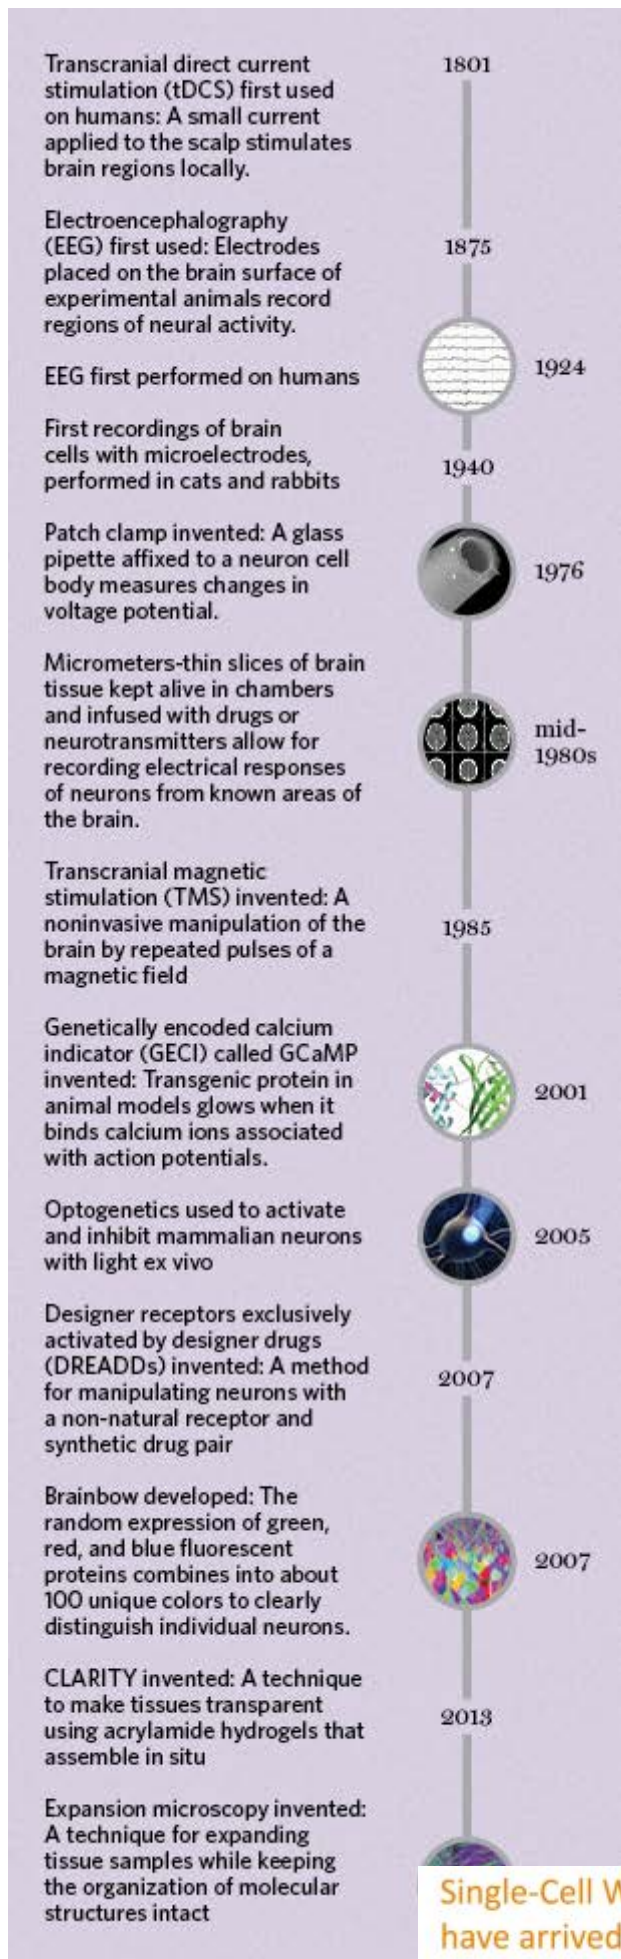 Transcranial direct current
stimulation (tDCS) first used
on humans: A small current
applied to the scalp stimulates
brain regions locally.
1801
Electroencephalography
(EEG) first used: Electrodes
placed on the brain surface of
experimental animals record
regions of neural activity.
1875
EEG first performed on humans
1924
First recordings of brain
cells with microelectrodes,
performed in cats and rabbits
1940
Patch clamp invented: A glass
pipette affixed to a neuron cell
body measures changes in
voltage potential.
1976
Micrometers-thin slices of brain
tissue kept alive in chambers
and infused with drugs or
neurotransmitters allow for
recording electrical responses
of neurons from known areas of
the brain.
mid-
1980s
Transcranial magnetic
stimulation (TMS) invented: A
noninvasive manipulation of the
brain by repeated pulses of a
magnetic field
1985
Genetically encoded calcium
indicator (GECI) called GCaMP
invented: Transgenic protein in
animal models glows when it
binds calcium ions associated
with action potentials.
2001
Optogenetics used to activate
and inhibit mammalian neurons
with light ex vivo
2005
Designer receptors exclusively
activated by designer drugs
(DREADDs) invented: A method
for manipulating neurons with
a non-natural receptor and
synthetic drug pair
2007
Brainbow developed: The
random expression of green,
red, and blue fluorescent
proteins combines into about
100 unique colors to clearly
distinguish individual neurons.
2007
CLARITY invented: A technique
to make tissues transparent
using acrylamide hydrogels that
assemble in situ
2013
Expansion microscopy invented:
A technique for expanding
tissue samples while keeping
the organization of molecular
structures intact
Single-Cell
have arrived